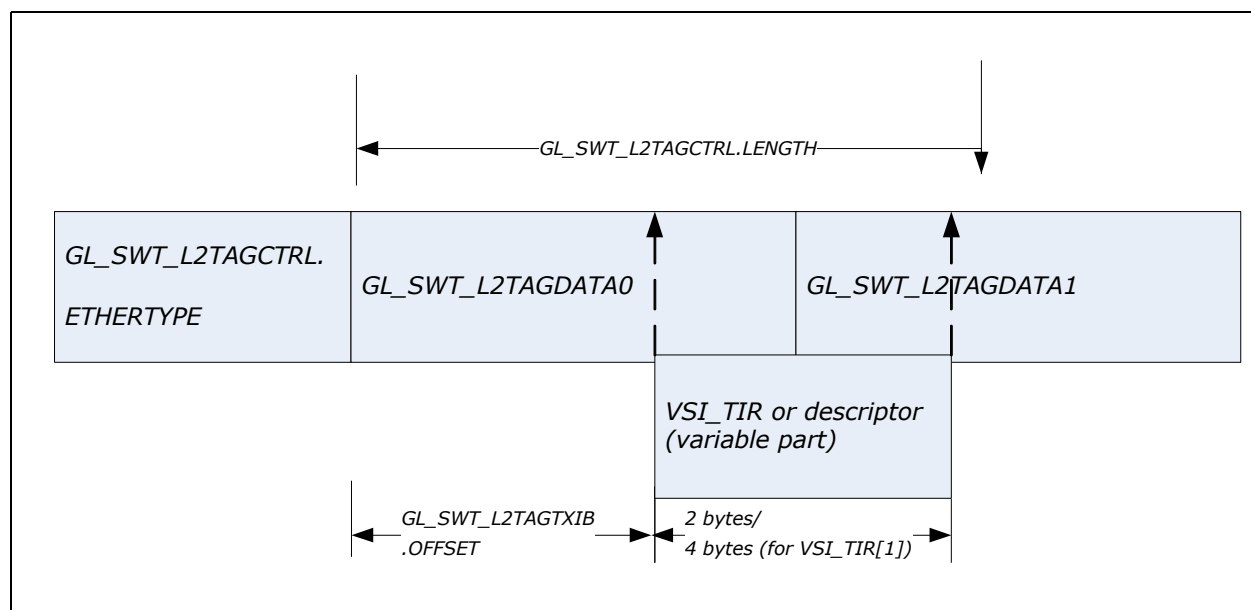 GL_SWT_L2TAGCTRL.LENGTH
GL_SWT_L2TAGCTRL.
ETHERTYPE
GL_SWT_L2TAGDATA0
GL_SWT_L2TAGDATA1
VSI_TIR or descriptor
(variable part)
GL_SWT_L2TAGTXIB
.OFFSET
2 bytes/
4 bytes (for VSI_TIR[1])